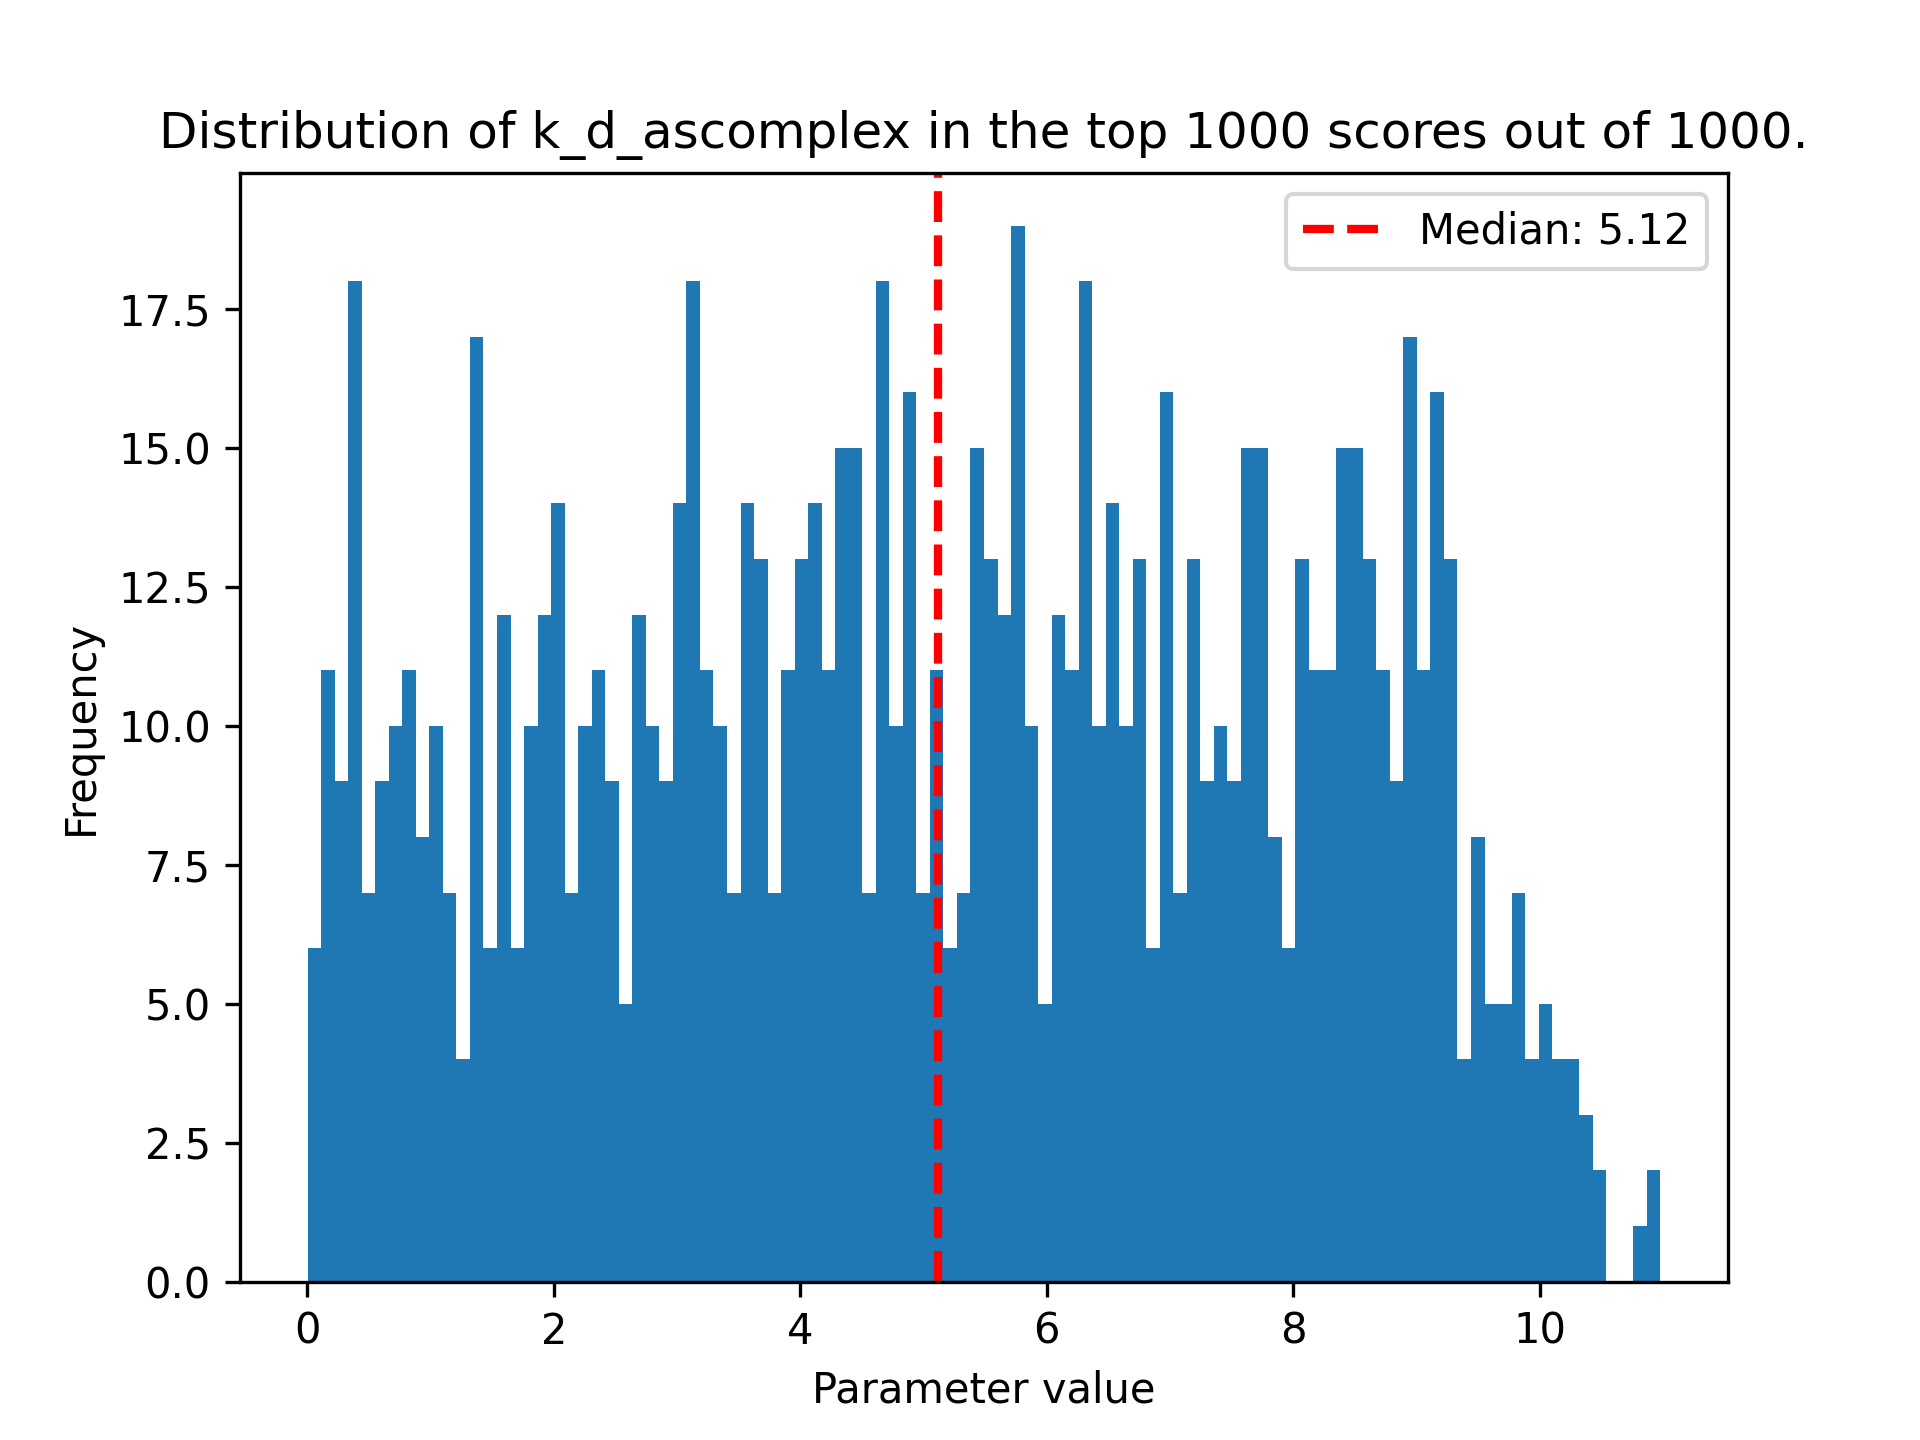 Distribution of k_d_ascomplex in the top 1000 scores out of 1000.
Median: 5.12
17.5
15.0
12.5
10.0
7.5
5.0
2.5
0.0
Frequency
0 2 4 6 8 10
Parameter value